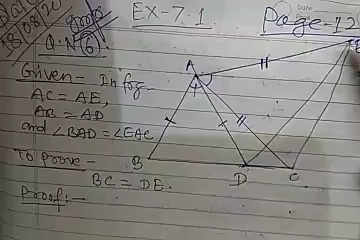 EX-7.1
Page-12
Date
18/08/20
Q.N(6)
Given- In fig
AC = AE,
AB = AD
and ∠BAD = ∠EAC
To Prove -
BC = DE.
Proof:-
A
B
D
C
E